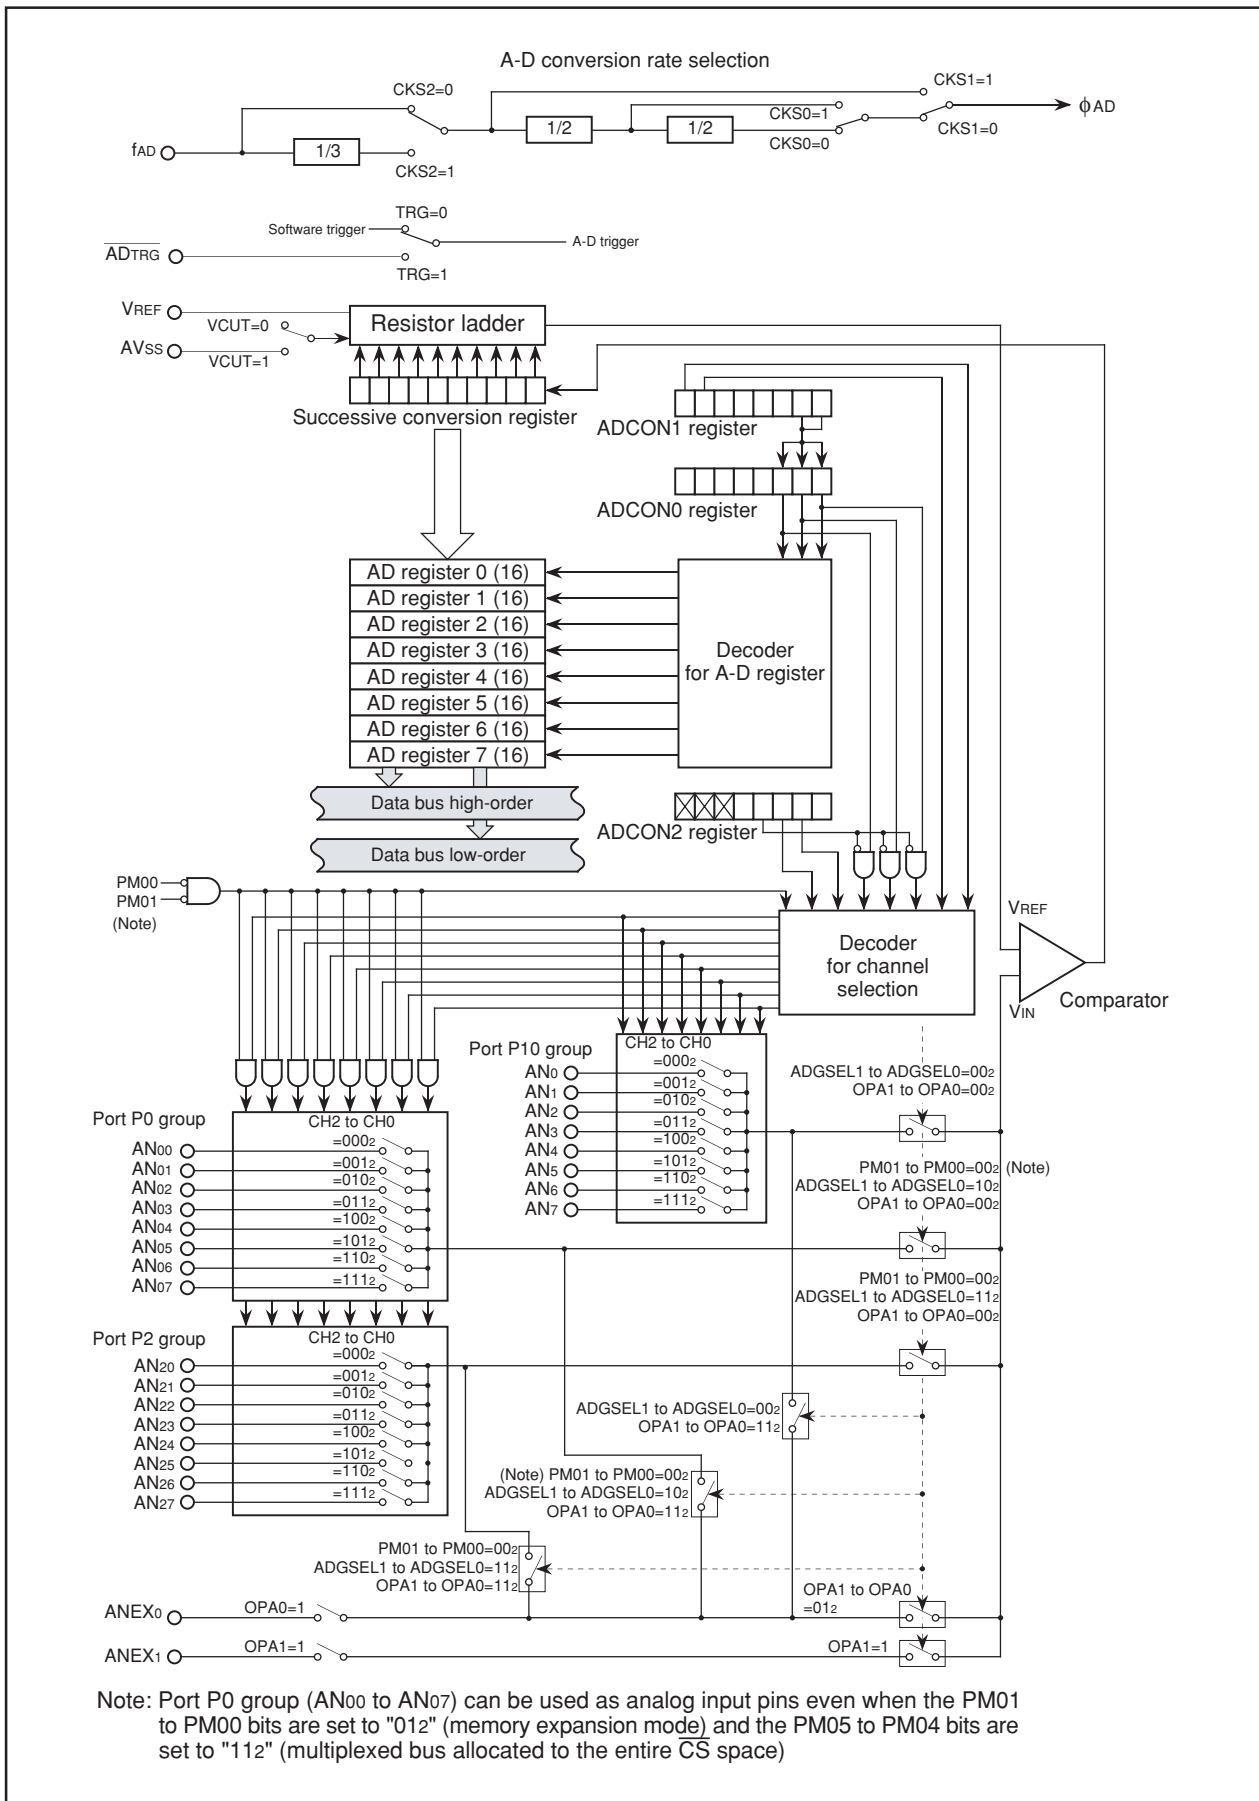 A-D conversion rate selection
CKS2=0
CKS1=1
CKS0=1
φAD
fAD
1/3
1/2
1/2
CKS0=0
CKS1=0
CKS2=1
TRG=0
Software trigger
A-D trigger
ADTRG
TRG=1
VREF
VCUT=0
AVSS
VCUT=1
Resistor ladder
Successive conversion register
ADCON1 register
ADCON0 register
AD register 0 (16)
AD register 1 (16)
AD register 2 (16)
AD register 3 (16)
AD register 4 (16)
AD register 5 (16)
AD register 6 (16)
AD register 7 (16)
Decoder
for A-D register
Data bus high-order
Data bus low-order
ADCON2 register
PM00
PM01
(Note)
Decoder
for channel
selection
VREF
VIN
Comparator
Port P10 group
CH2 to CH0
AN0 =0002
AN1 =0012
AN2 =0102
AN3 =0112
AN4 =1002
AN5 =1012
AN6 =1102
AN7 =1112
ADGSEL1 to ADGSEL0=002
OPA1 to OPA0=002
Port P0 group
CH2 to CH0
AN00 =0002
AN01 =0012
AN02 =0102
AN03 =0112
AN04 =1002
AN05 =1012
AN06 =1102
AN07 =1112
PM01 to PM00=002 (Note)
ADGSEL1 to ADGSEL0=102
OPA1 to OPA0=002
PM01 to PM00=002
ADGSEL1 to ADGSEL0=112
OPA1 to OPA0=002
Port P2 group
CH2 to CH0
AN20 =0002
AN21 =0012
AN22 =0102
AN23 =0112
AN24 =1002
AN25 =1012
AN26 =1102
AN27 =1112
ADGSEL1 to ADGSEL0=002
OPA1 to OPA0=112
(Note) PM01 to PM00=002
ADGSEL1 to ADGSEL0=102
OPA1 to OPA0=112
PM01 to PM00=002
ADGSEL1 to ADGSEL0=112
OPA1 to OPA0=112
ANEX0
OPA0=1
OPA1 to OPA0
=012
ANEX1
OPA1=1
OPA1=1
Note: Port P0 group (AN00 to AN07) can be used as analog input pins even when the PM01
to PM00 bits are set to "012" (memory expansion mode) and the PM05 to PM04 bits are
set to "112" (multiplexed bus allocated to the entire CS space)